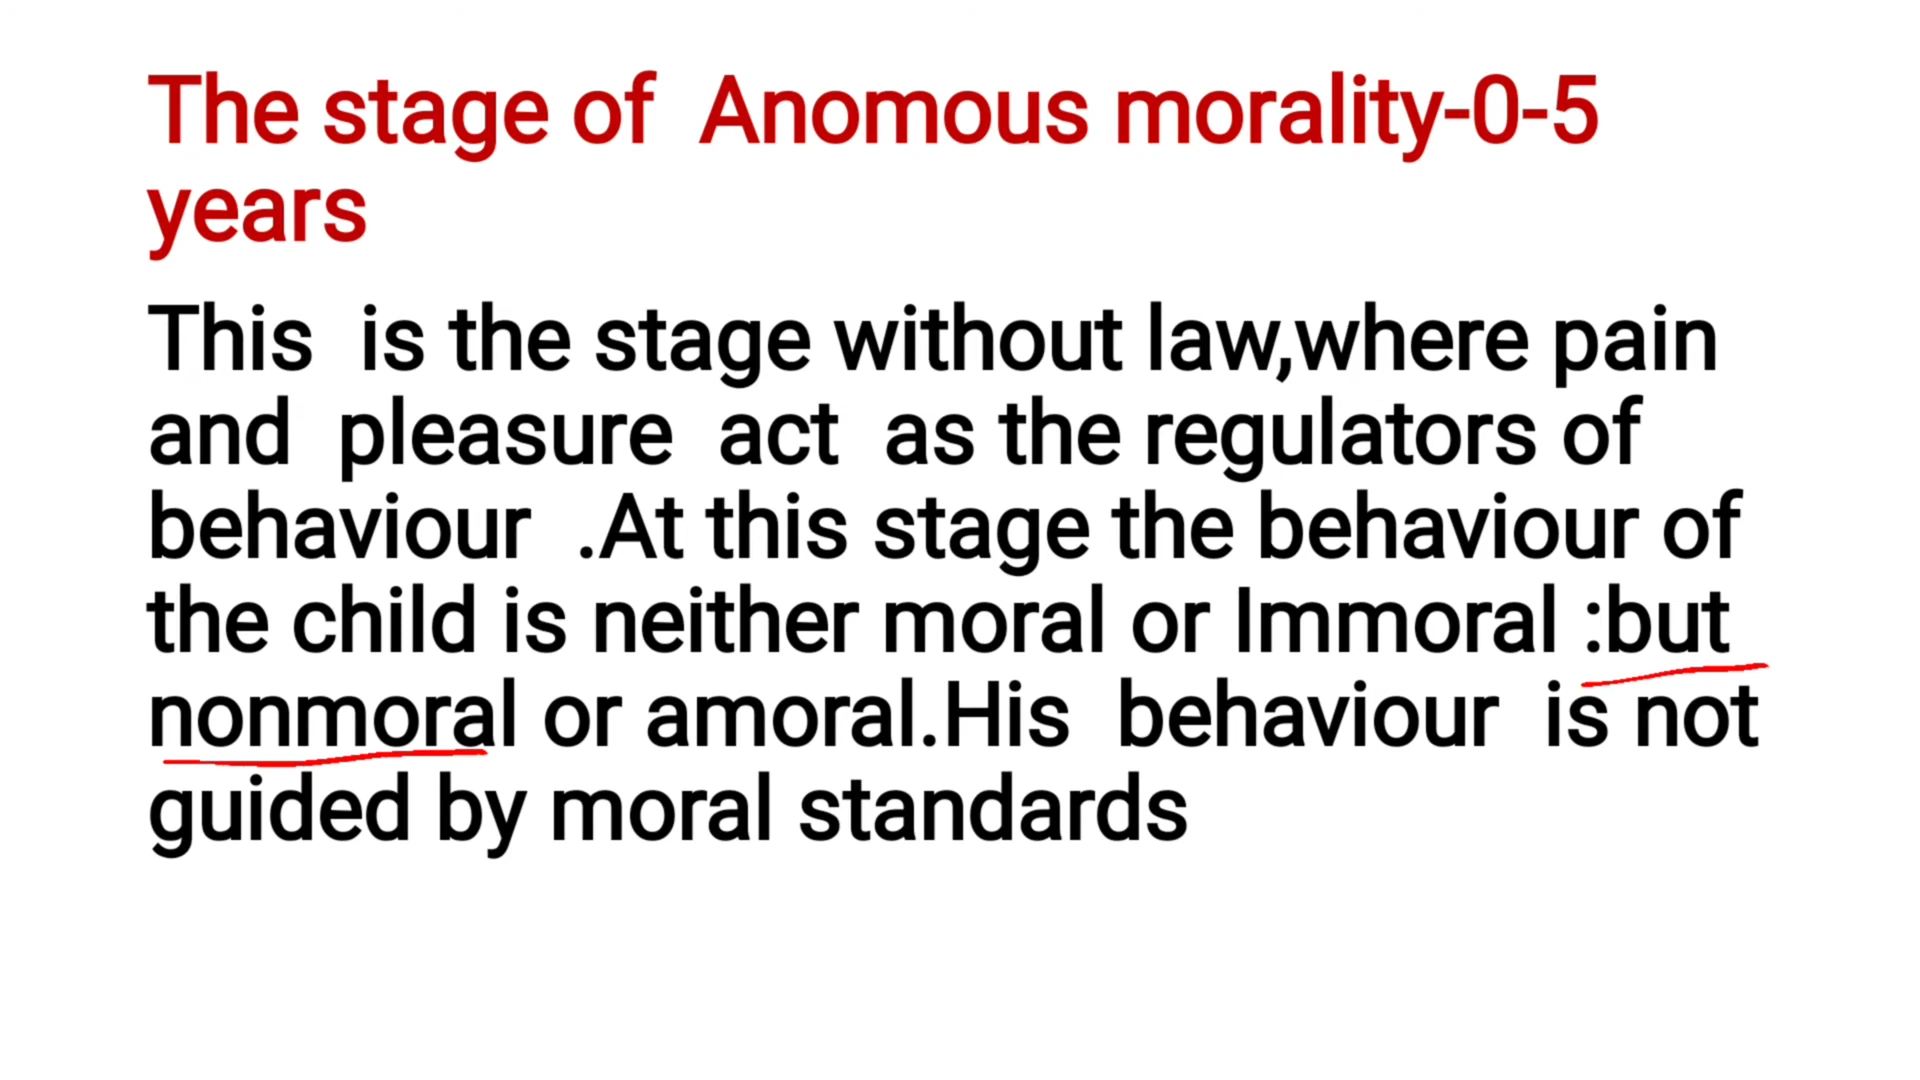 The stage of  Anomous morality-0-5
years
This  is the stage without law,where pain
and  pleasure  act  as the regulators of
behaviour  .At this stage the behaviour of
the child is neither moral or Immoral :but
nonmoral or amoral.His  behaviour  is not
guided by moral standards